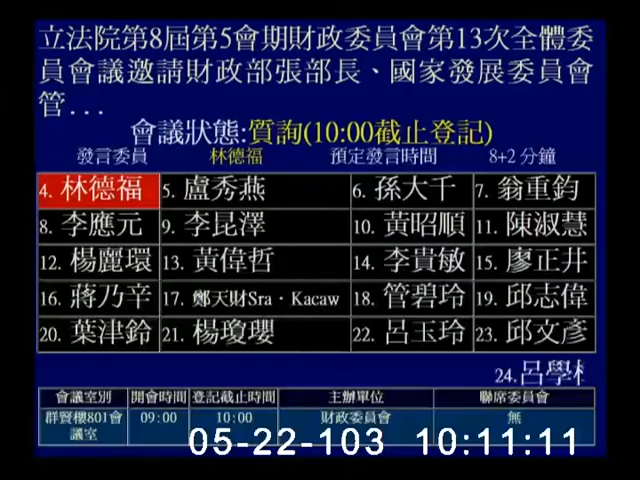 立法院第8屆第5會期財政委員會第13次全體委
員會議邀請財政部張部長、國家發展委員會
管...
會議狀態:質詢(10:00截止登記)
發言委員 林德福 預定發言時間 8+2 分鐘
4. 林德福 5. 盧秀燕 6. 孫大千 7. 翁重鈞
8. 李應元 9. 李昆澤 10. 黃昭順 11. 陳淑慧
12. 楊麗環 13. 黃偉哲 14. 李貴敏 15. 廖正井
16. 蔣乃辛 17. 鄭天財Sra・Kacaw 18. 管碧玲 19. 邱志偉
20. 葉津鈴 21. 楊瓊瓔 22. 呂玉玲 23. 邱文彥
24. 呂學
會議室別 開會時間 登記截止時間 主辦單位 聯席委員會
群賢樓801會 09:00 10:00 財政委員會 無
議室
05-22-103 10:11:11